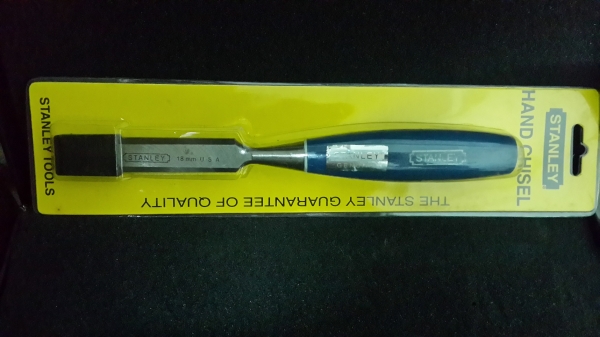 STANLEY TOOLS
STANLEY
18 mm U S A
STANLEY
HAND CHISEL
STANLEY
THE STANLEY GUARANTEE OF QUALITY